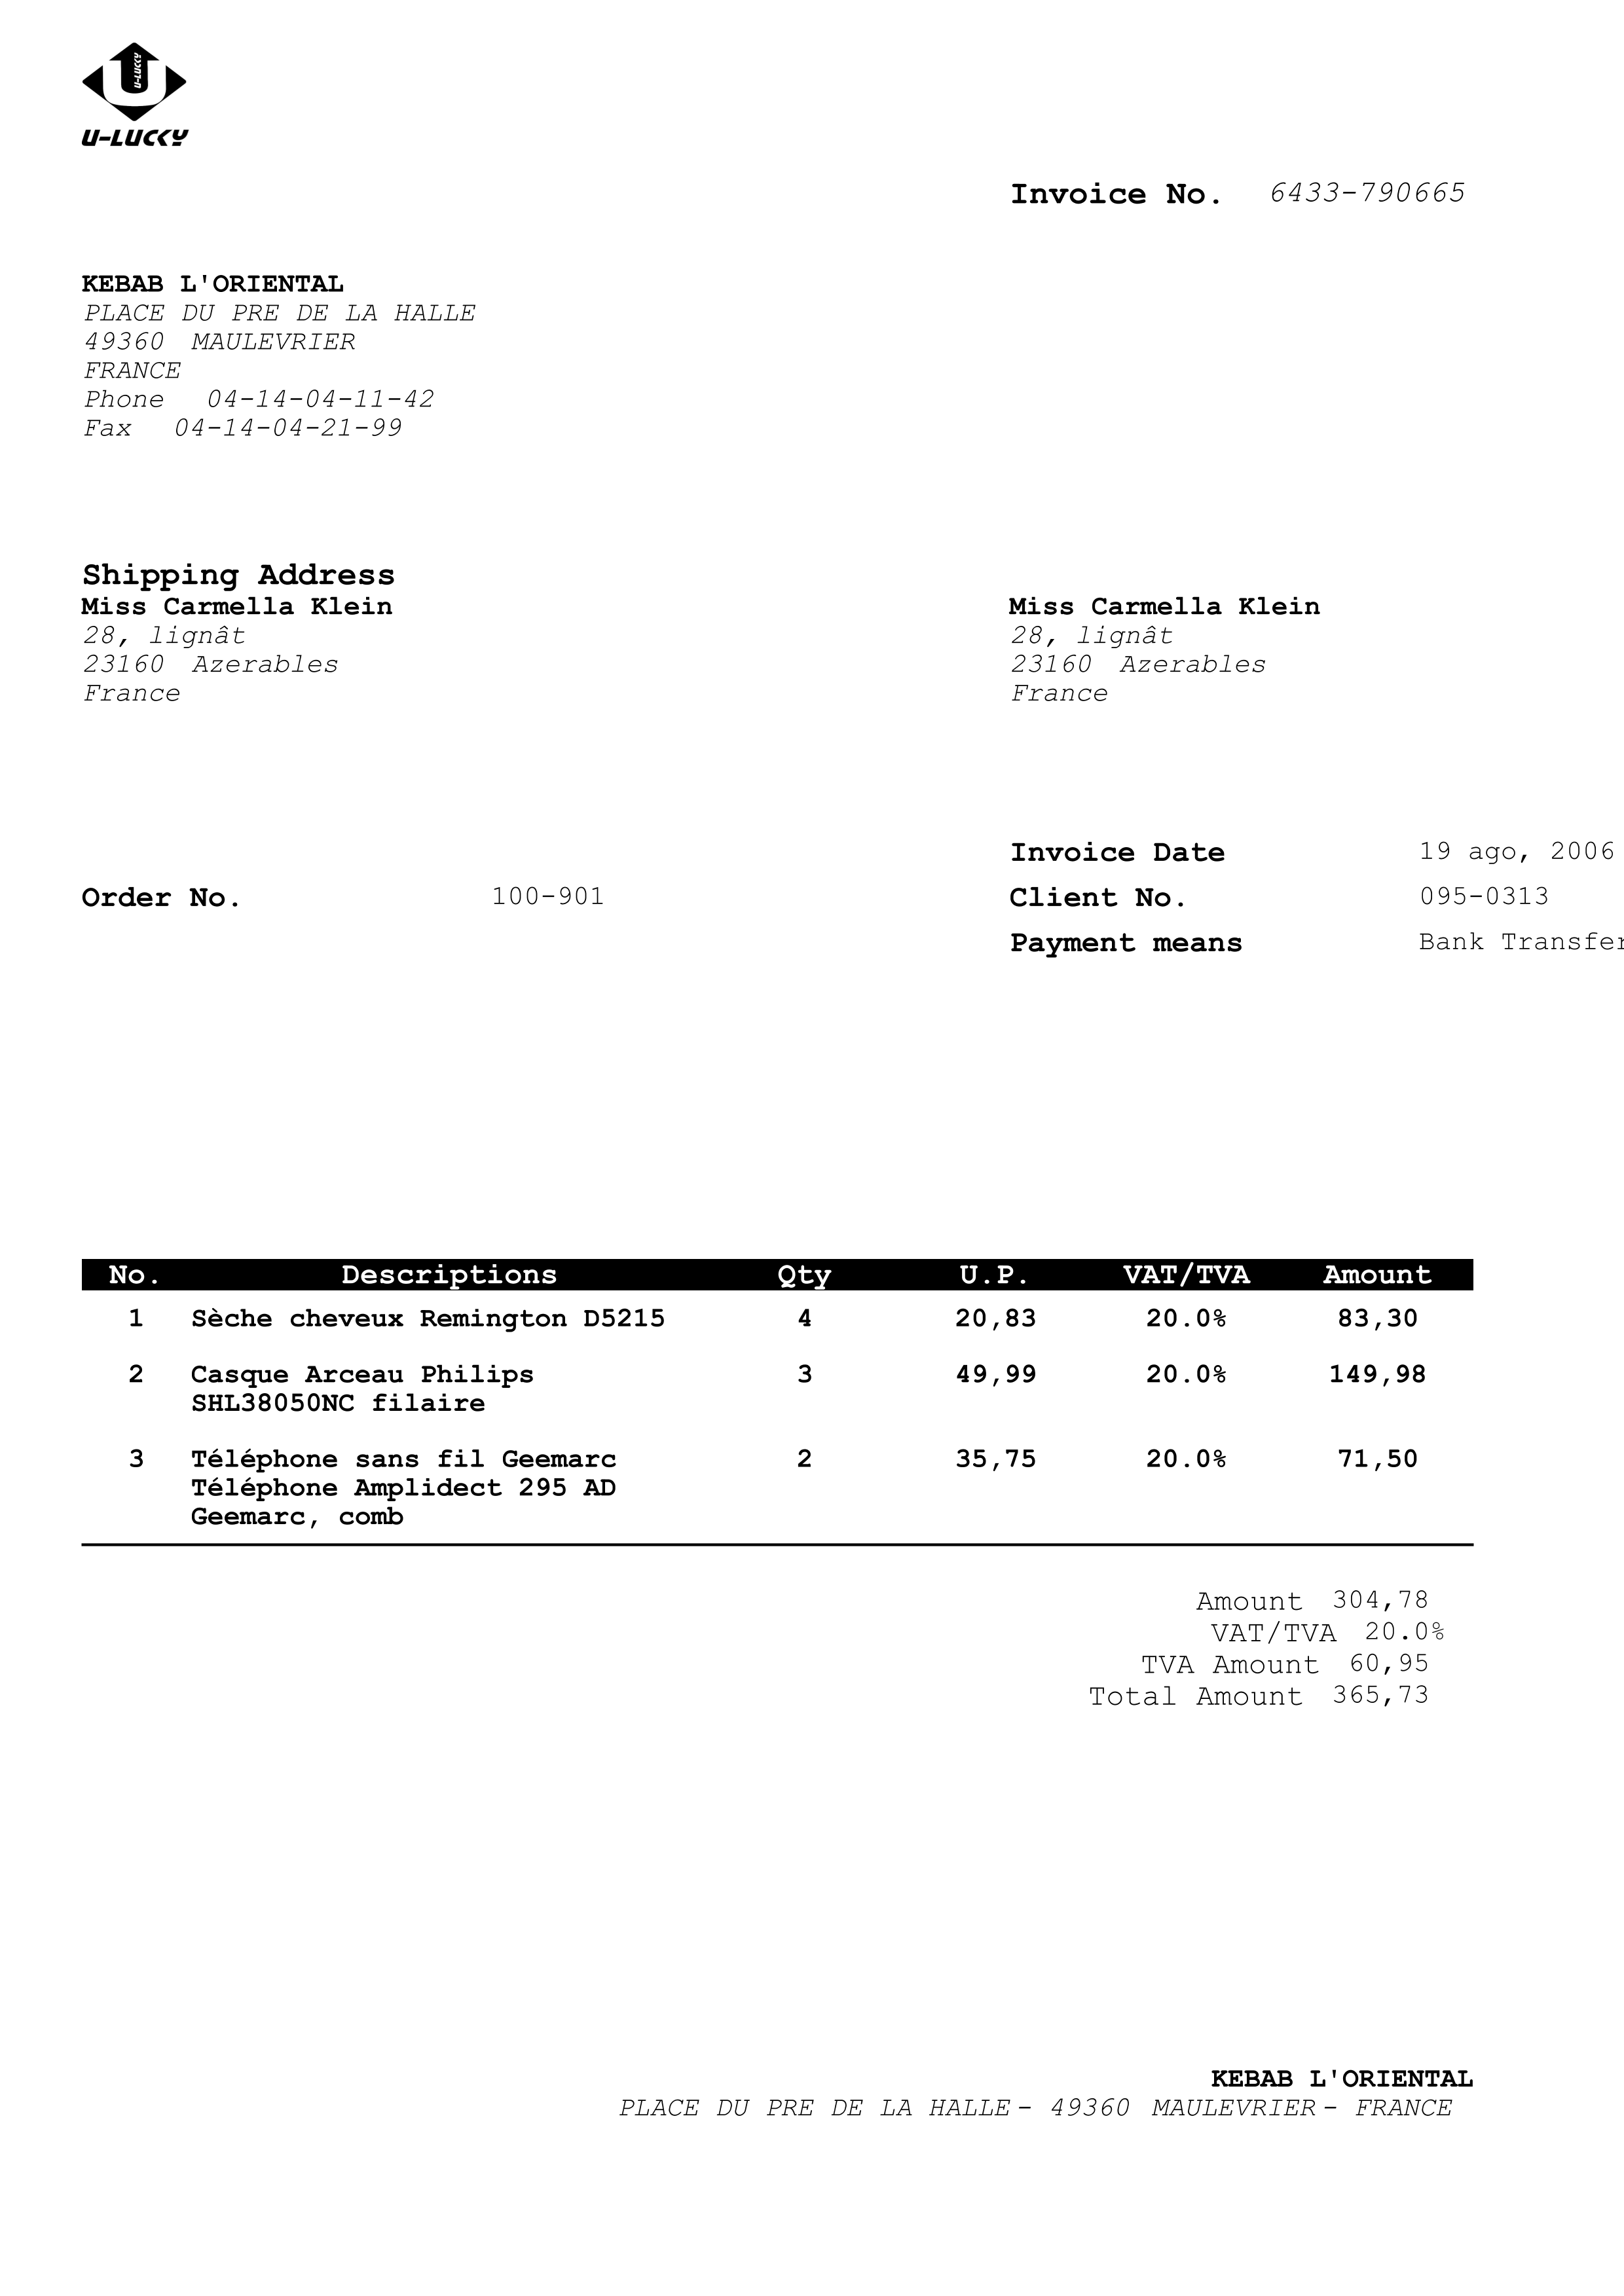 U-LUCKY
U-LUCKY
Invoice No. 6433-790665
KEBAB L'ORIENTAL
PLACE DU PRE DE LA HALLE
49360 MAULEVRIER
FRANCE
Phone 04-14-04-11-42
Fax 04-14-04-21-99
Shipping Address
Miss Carmella Klein
28, lignât
23160 Azerables
France
Miss Carmella Klein
28, lignât
23160 Azerables
France
Invoice Date 19 ago, 2006
Order No. 100-901
Client No. 095-0313
Payment means Bank Transfer
No. Descriptions Qty U.P. VAT/TVA Amount
1 Sèche cheveux Remington D5215 4 20,83 20.0% 83,30
2 Casque Arceau Philips 3 49,99 20.0% 149,98
SHL38050NC filaire
3 Téléphone sans fil Geemarc 2 35,75 20.0% 71,50
Téléphone Amplidect 295 AD
Geemarc, comb
Amount 304,78
VAT/TVA 20.0%
TVA Amount 60,95
Total Amount 365,73
KEBAB L'ORIENTAL
PLACE DU PRE DE LA HALLE - 49360 MAULEVRIER - FRANCE